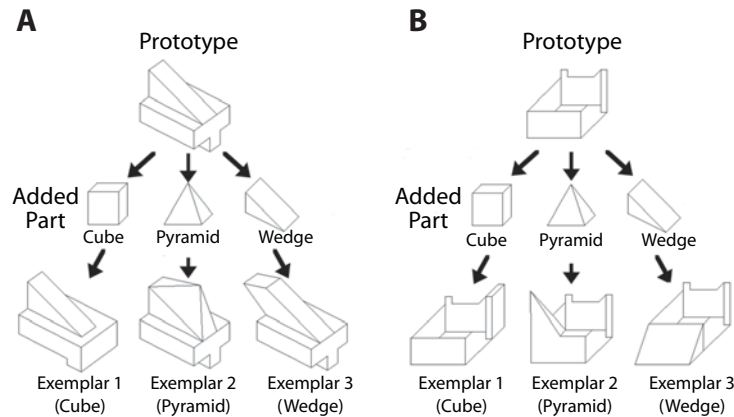 A
Prototype
Added
Part
Cube
Pyramid
Wedge
Exemplar 1
(Cube)
Exemplar 2
(Pyramid)
Exemplar 3
(Wedge)
B
Prototype
Added
Part
Cube
Pyramid
Wedge
Exemplar 1
(Cube)
Exemplar 2
(Pyramid)
Exemplar 3
(Wedge)